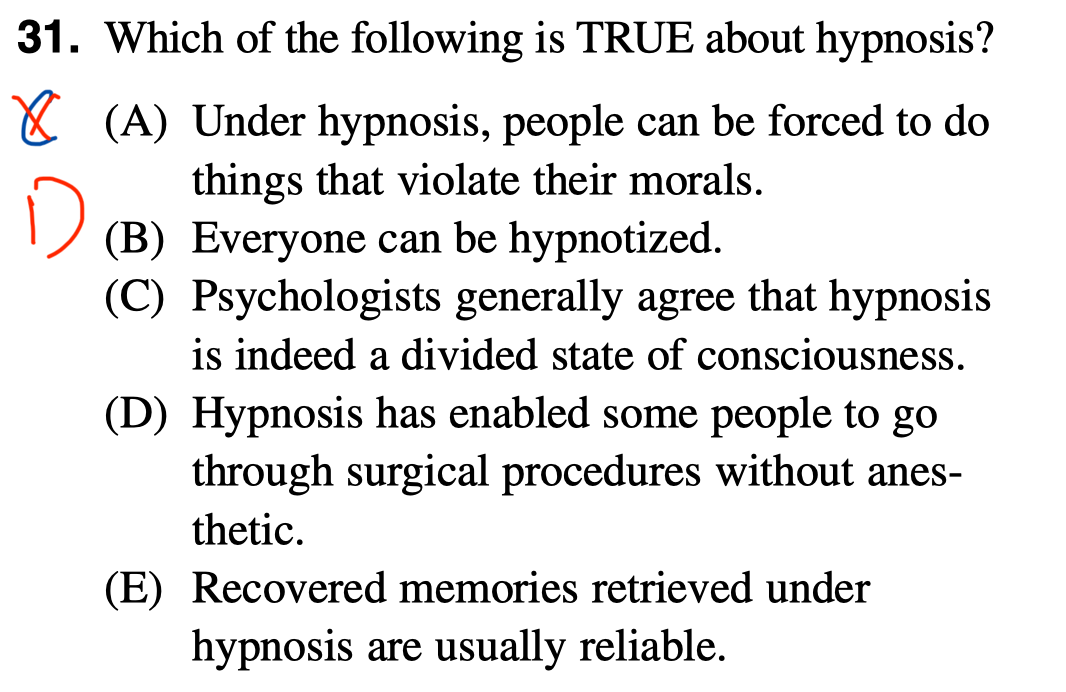 31. Which of the following is TRUE about hypnosis?
C (A) Under hypnosis, people can be forced to do
things that violate their morals.
D (B) Everyone can be hypnotized.
(C) Psychologists generally agree that hypnosis
is indeed a divided state of consciousness.
(D) Hypnosis has enabled some people to go
through surgical procedures without anes-
thetic.
(E) Recovered memories retrieved under
hypnosis are usually reliable.